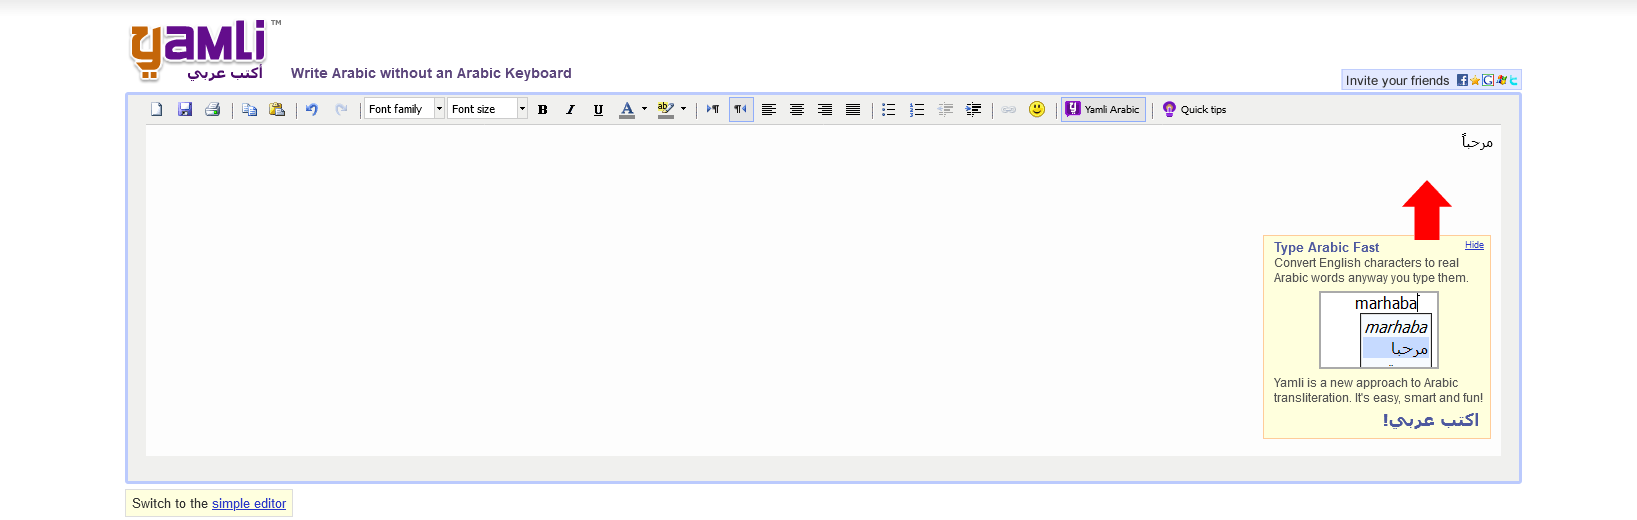 Yamli™
اكتب عربي
Write Arabic without an Arabic Keyboard
Invite your friends
Font family Font size B I U A ab Yamli Arabic Quick tips
مرحباً
Type Arabic Fast Hide
Convert English characters to real
Arabic words anyway you type them.
marhaba
marhaba
مرحبا
Yamli is a new approach to Arabic
transliteration. It's easy, smart and fun!
اكتب عربي!
Switch to the simple editor